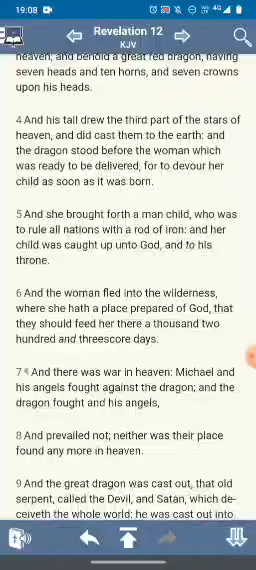 19:08
4G
Revelation 12
KJV
heaven; and behold a great red dragon, having
seven heads and ten horns, and seven crowns
upon his heads.
4 And his tail drew the third part of the stars of
heaven, and did cast them to the earth: and
the dragon stood before the woman which
was ready to be delivered, for to devour her
child as soon as it was born.
5 And she brought forth a man child, who was
to rule all nations with a rod of iron: and her
child was caught up unto God, and to his
throne.
6 And the woman fled into the wilderness,
where she hath a place prepared of God, that
they should feed her there a thousand two
hundred and threescore days.
7 ¶ And there was war in heaven: Michael and
his angels fought against the dragon; and the
dragon fought and his angels,
8 And prevailed not; neither was their place
found any more in heaven.
9 And the great dragon was cast out, that old
serpent, called the Devil, and Satan, which de-
ceiveth the whole world: he was cast out into